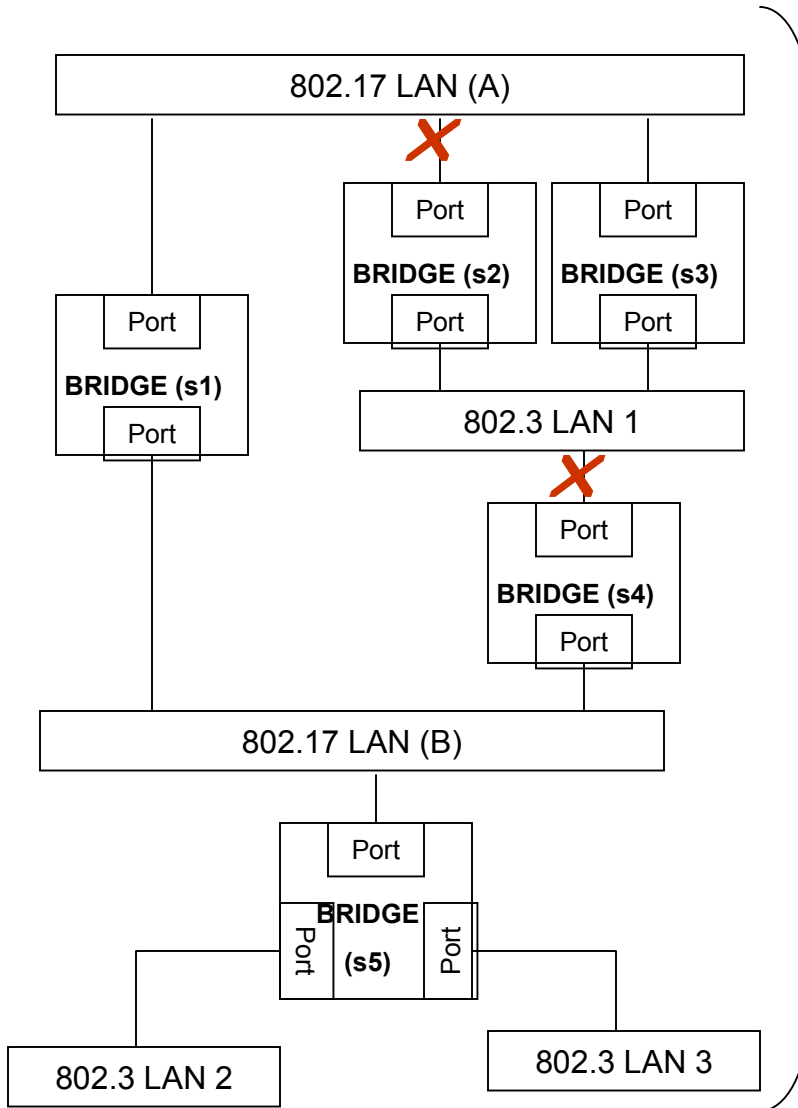 802.17 LAN (A)
Port
Port
BRIDGE (s2)
BRIDGE (s3)
Port
Port
Port
BRIDGE (s1)
Port
802.3 LAN 1
Port
BRIDGE (s4)
Port
802.17 LAN (B)
Port
BRIDGE
(s5)
Port
Port
802.3 LAN 2
802.3 LAN 3